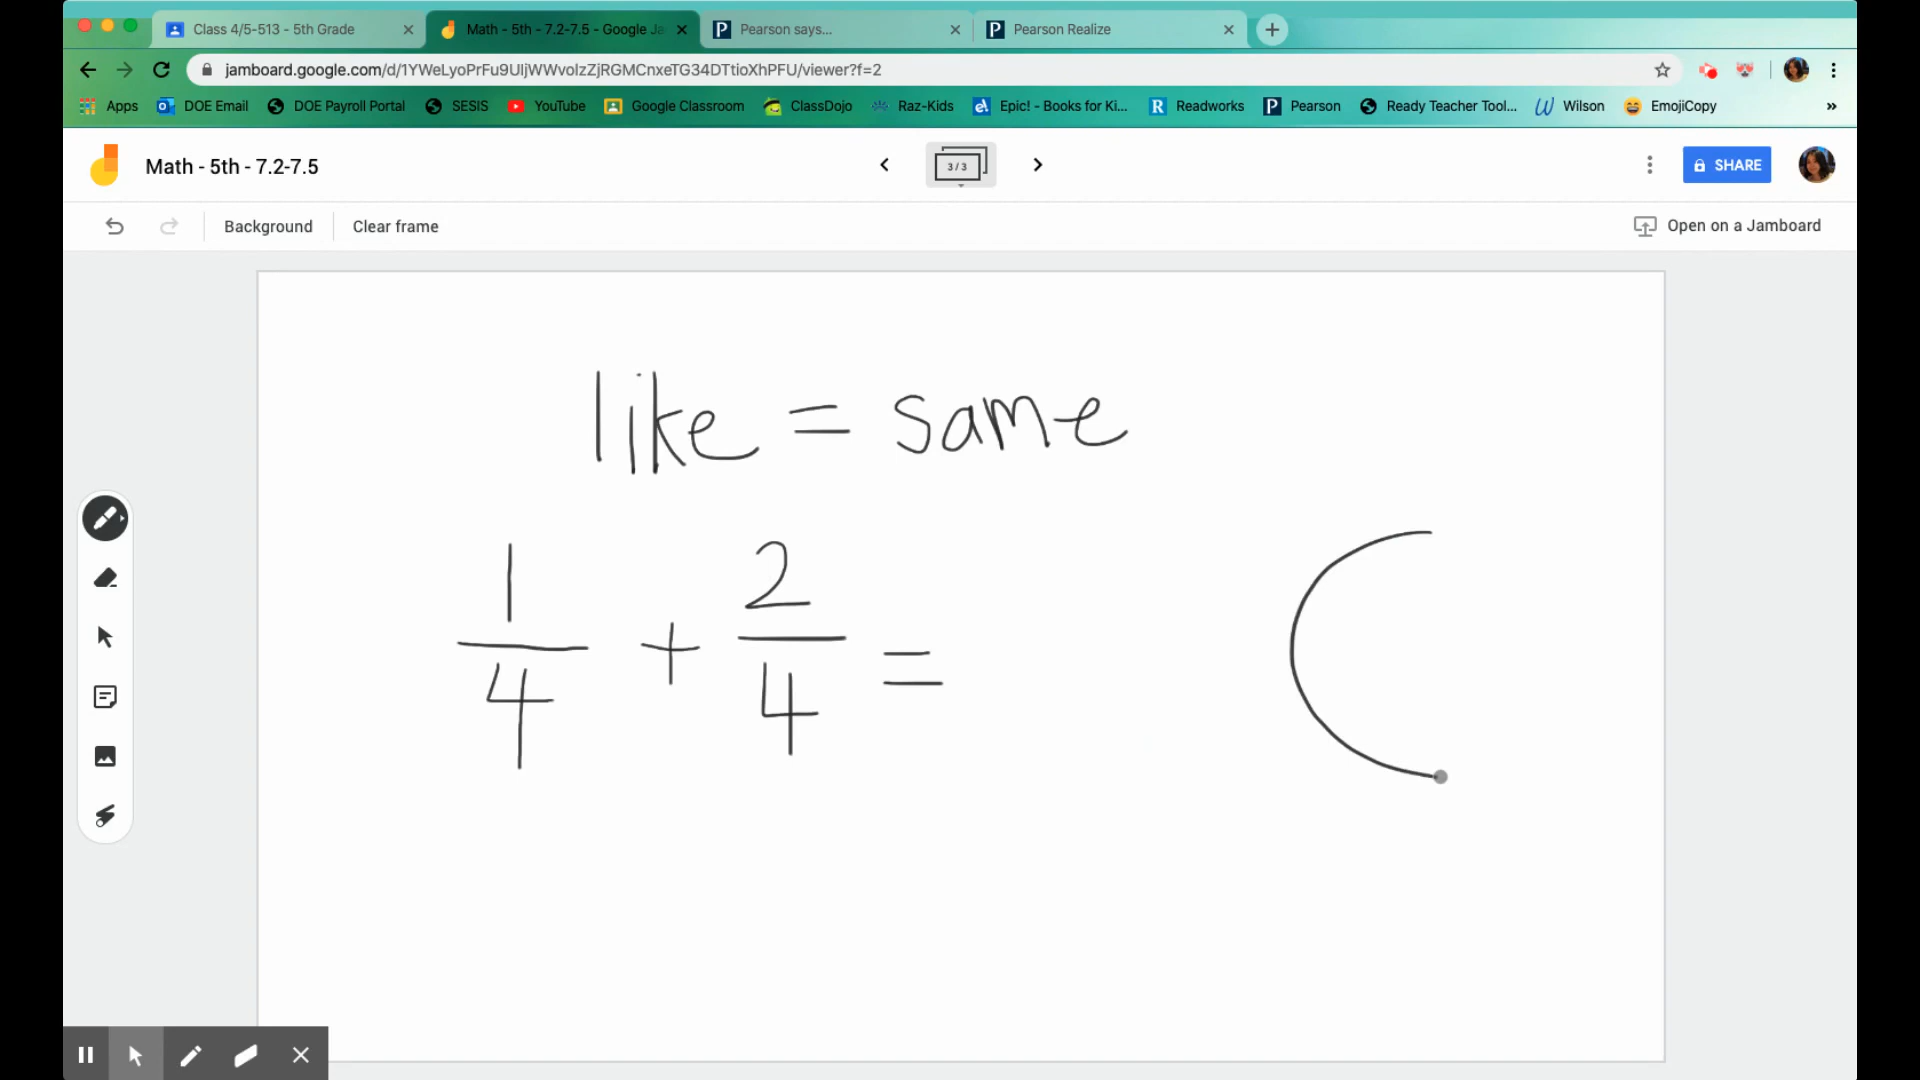 Class 4/5-513 - 5th Grade
Math - 5th - 7.2-7.5 - Google Ja
Pearson says...
Pearson Realize
jamboard.google.com/d/1YWeLyoPrFu9UljWWvolzZjRGMCnxeTG34DTtioXhPFU/viewer?f=2
Apps DOE Email DOE Payroll Portal SESIS YouTube Google Classroom ClassDojo Raz-Kids Epic! - Books for Ki... Readworks Pearson Ready Teacher Tool... Wilson EmojiCopy »
Math - 5th - 7.2-7.5
3 / 3
SHARE
Background
Clear frame
Open on a Jamboard
like = same
1/4 + 2/4 =